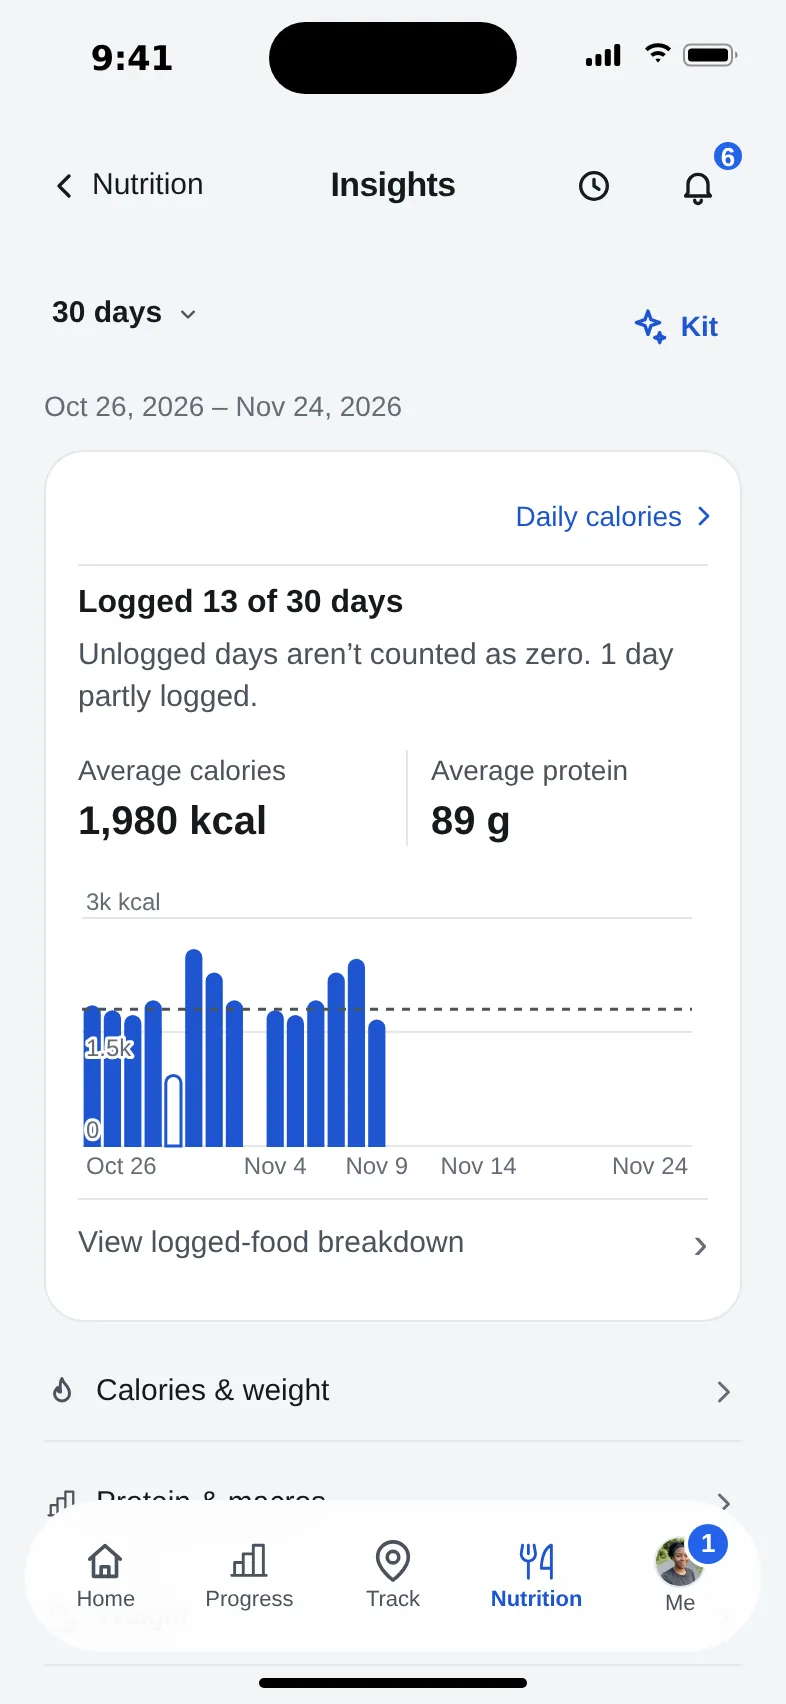 9:41
6
Nutrition
Insights
30 days
Kit
Oct 26, 2026 – Nov 24, 2026
Daily calories
Logged 13 of 30 days
Unlogged days aren’t counted as zero. 1 day
partly logged.
Average calories
Average protein
1,980 kcal
89 g
3k kcal
1.5k
0
Oct 26
Nov 4
Nov 9
Nov 14
Nov 24
View logged-food breakdown
Calories & weight
Protein & macros
1
Home
Progress
Track
Nutrition
Me
Weight